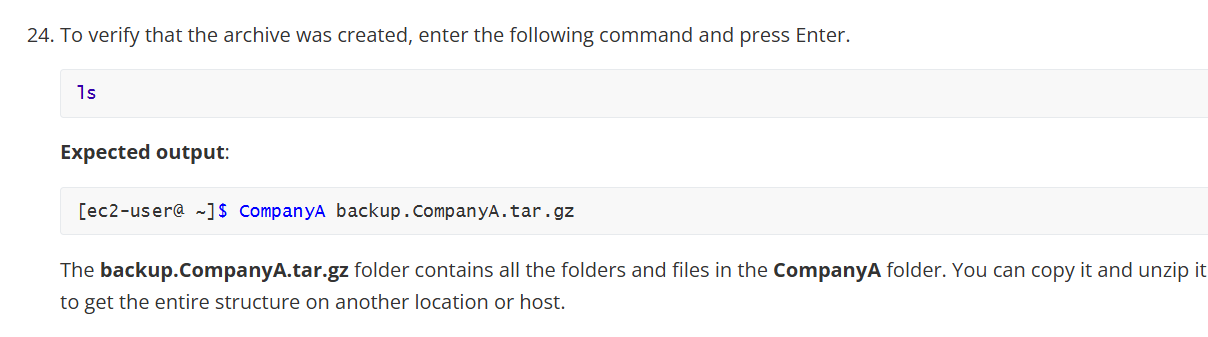 24. To verify that the archive was created, enter the following command and press Enter.
ls
Expected output:
[ec2-user@ ~]$ CompanyA backup.CompanyA.tar.gz
The backup.CompanyA.tar.gz folder contains all the folders and files in the CompanyA folder. You can copy it and unzip it
to get the entire structure on another location or host.